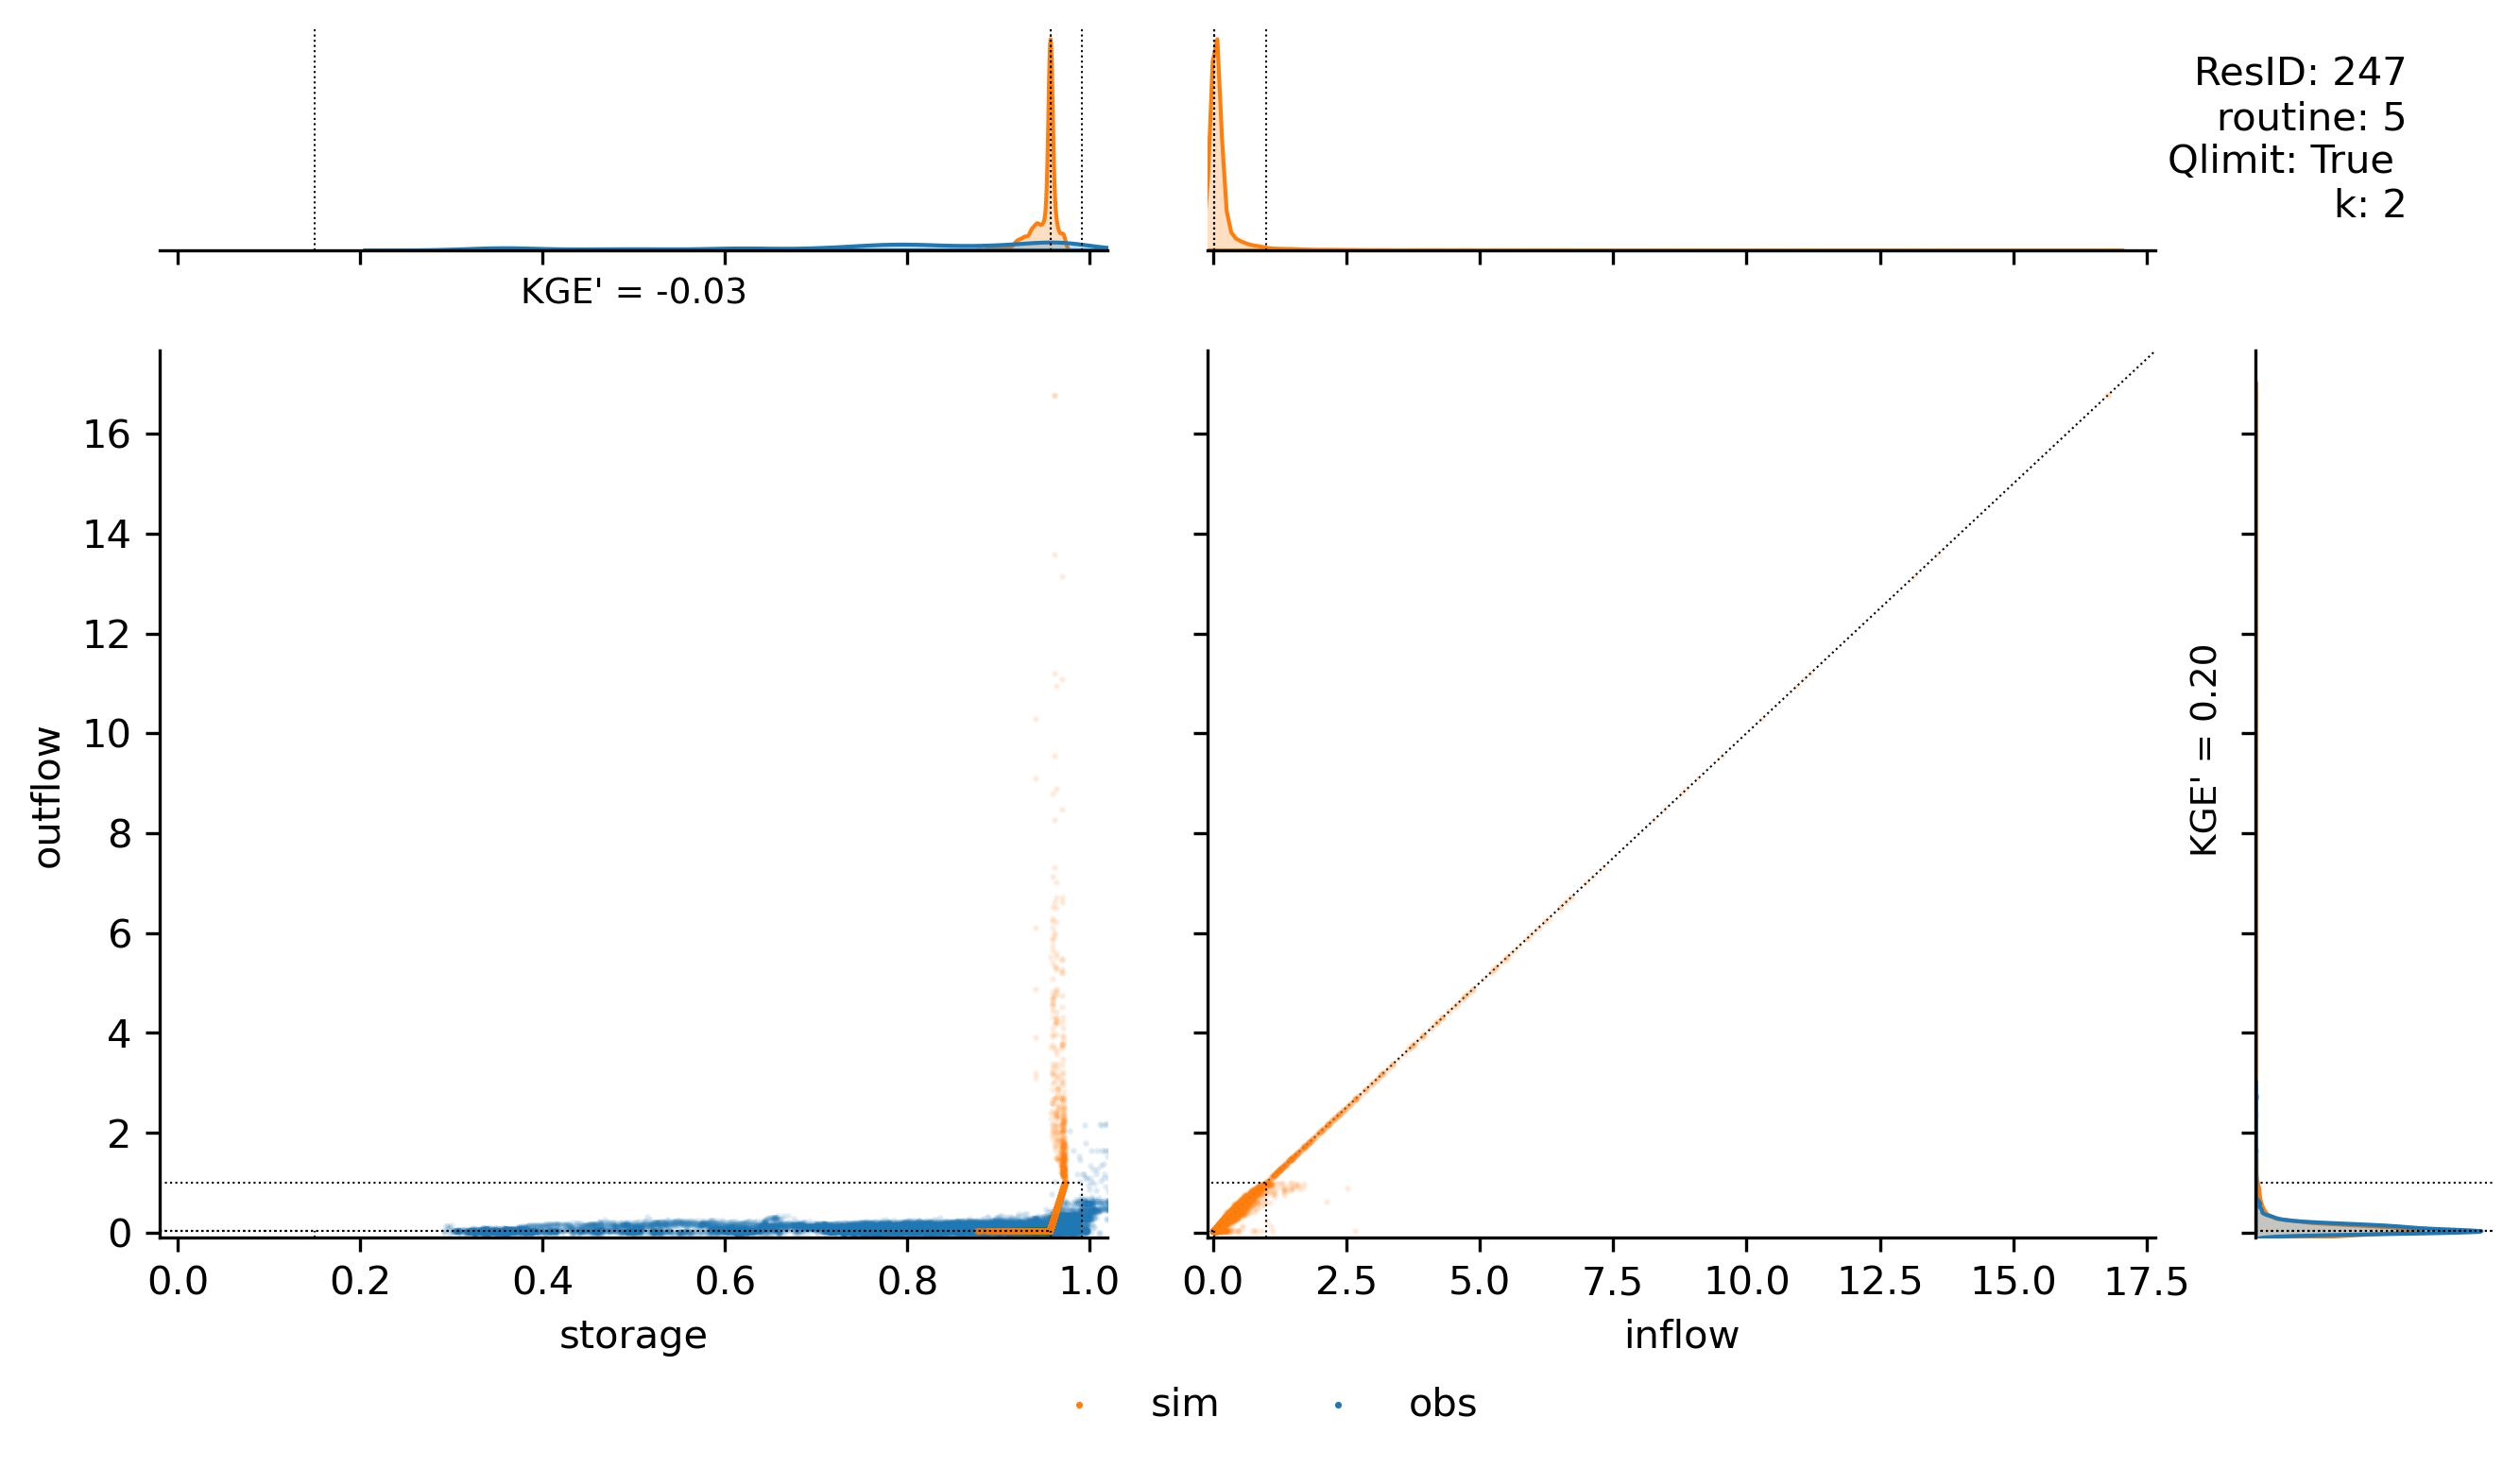 ResID: 247
routine: 5
Qlimit: True
k: 2
KGE' = -0.03
outflow
16
14
12
10
8
6
4
2
0
0.0 0.2 0.4 0.6 0.8 1.0
storage
0.0 2.5 5.0 7.5 10.0 12.5 15.0 17.5
inflow
KGE' = 0.20
sim obs